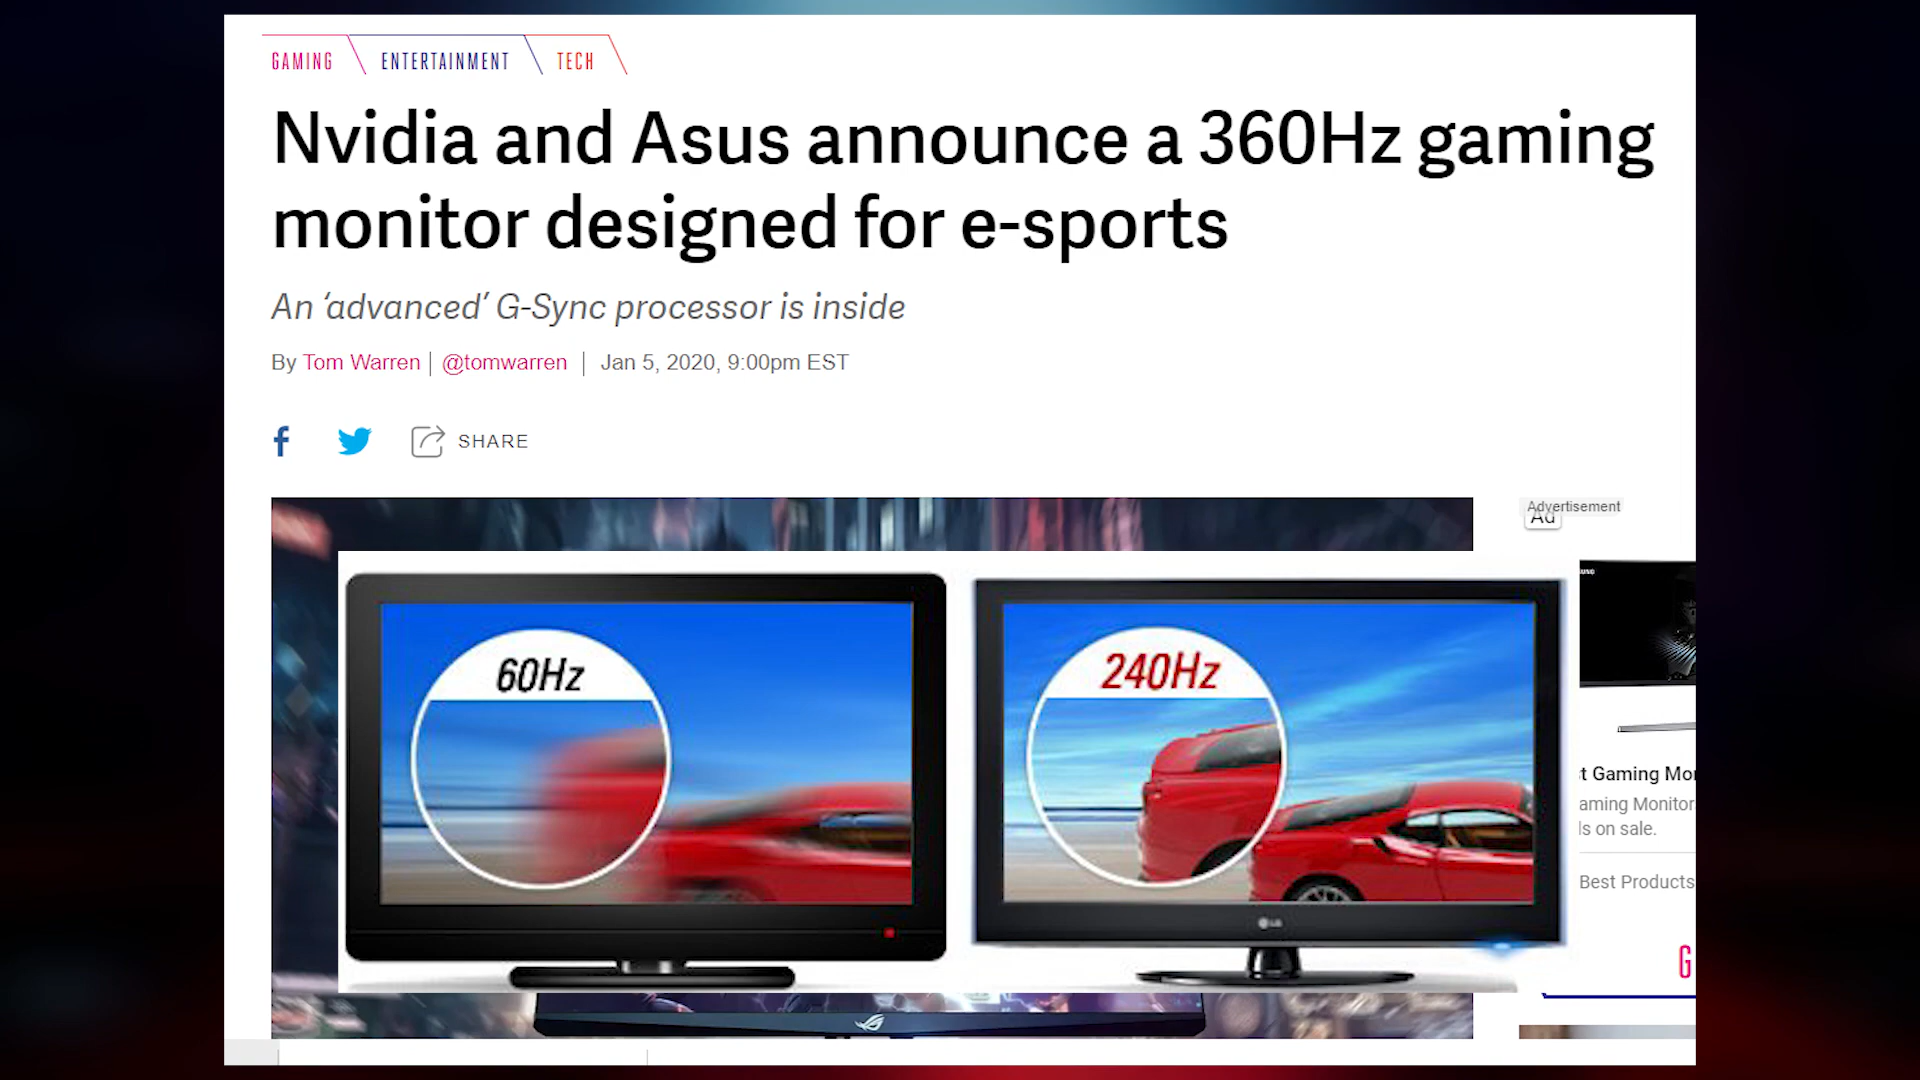 GAMING ENTERTAINMENT TECH
Nvidia and Asus announce a 360Hz gaming
monitor designed for e-sports
An ‘advanced’ G-Sync processor is inside
By Tom Warren | @tomwarren | Jan 5, 2020, 9:00pm EST
SHARE
Advertisement
Ad
60Hz
240Hz
LG
t Gaming Mo
aming Monitor
ls on sale.
Best Products
G